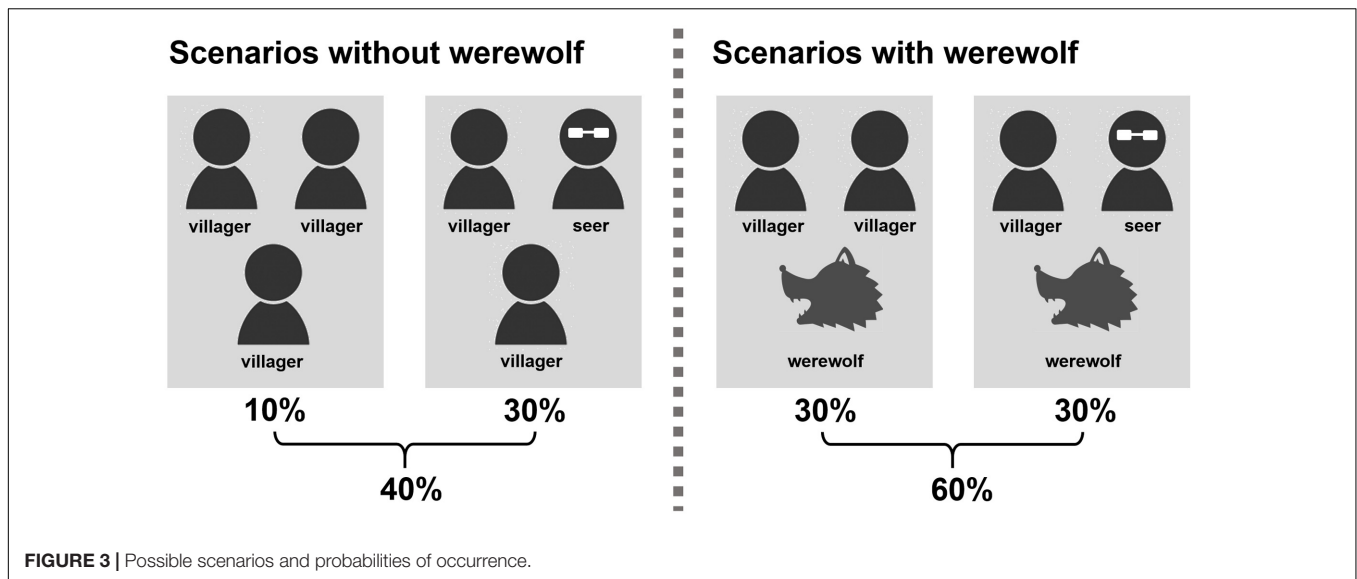 Scenarios without werewolf
villager villager
villager
10%
villager seer
villager
30%
40%
Scenarios with werewolf
villager villager
werewolf
30%
villager seer
werewolf
30%
60%
FIGURE 3 | Possible scenarios and probabilities of occurrence.